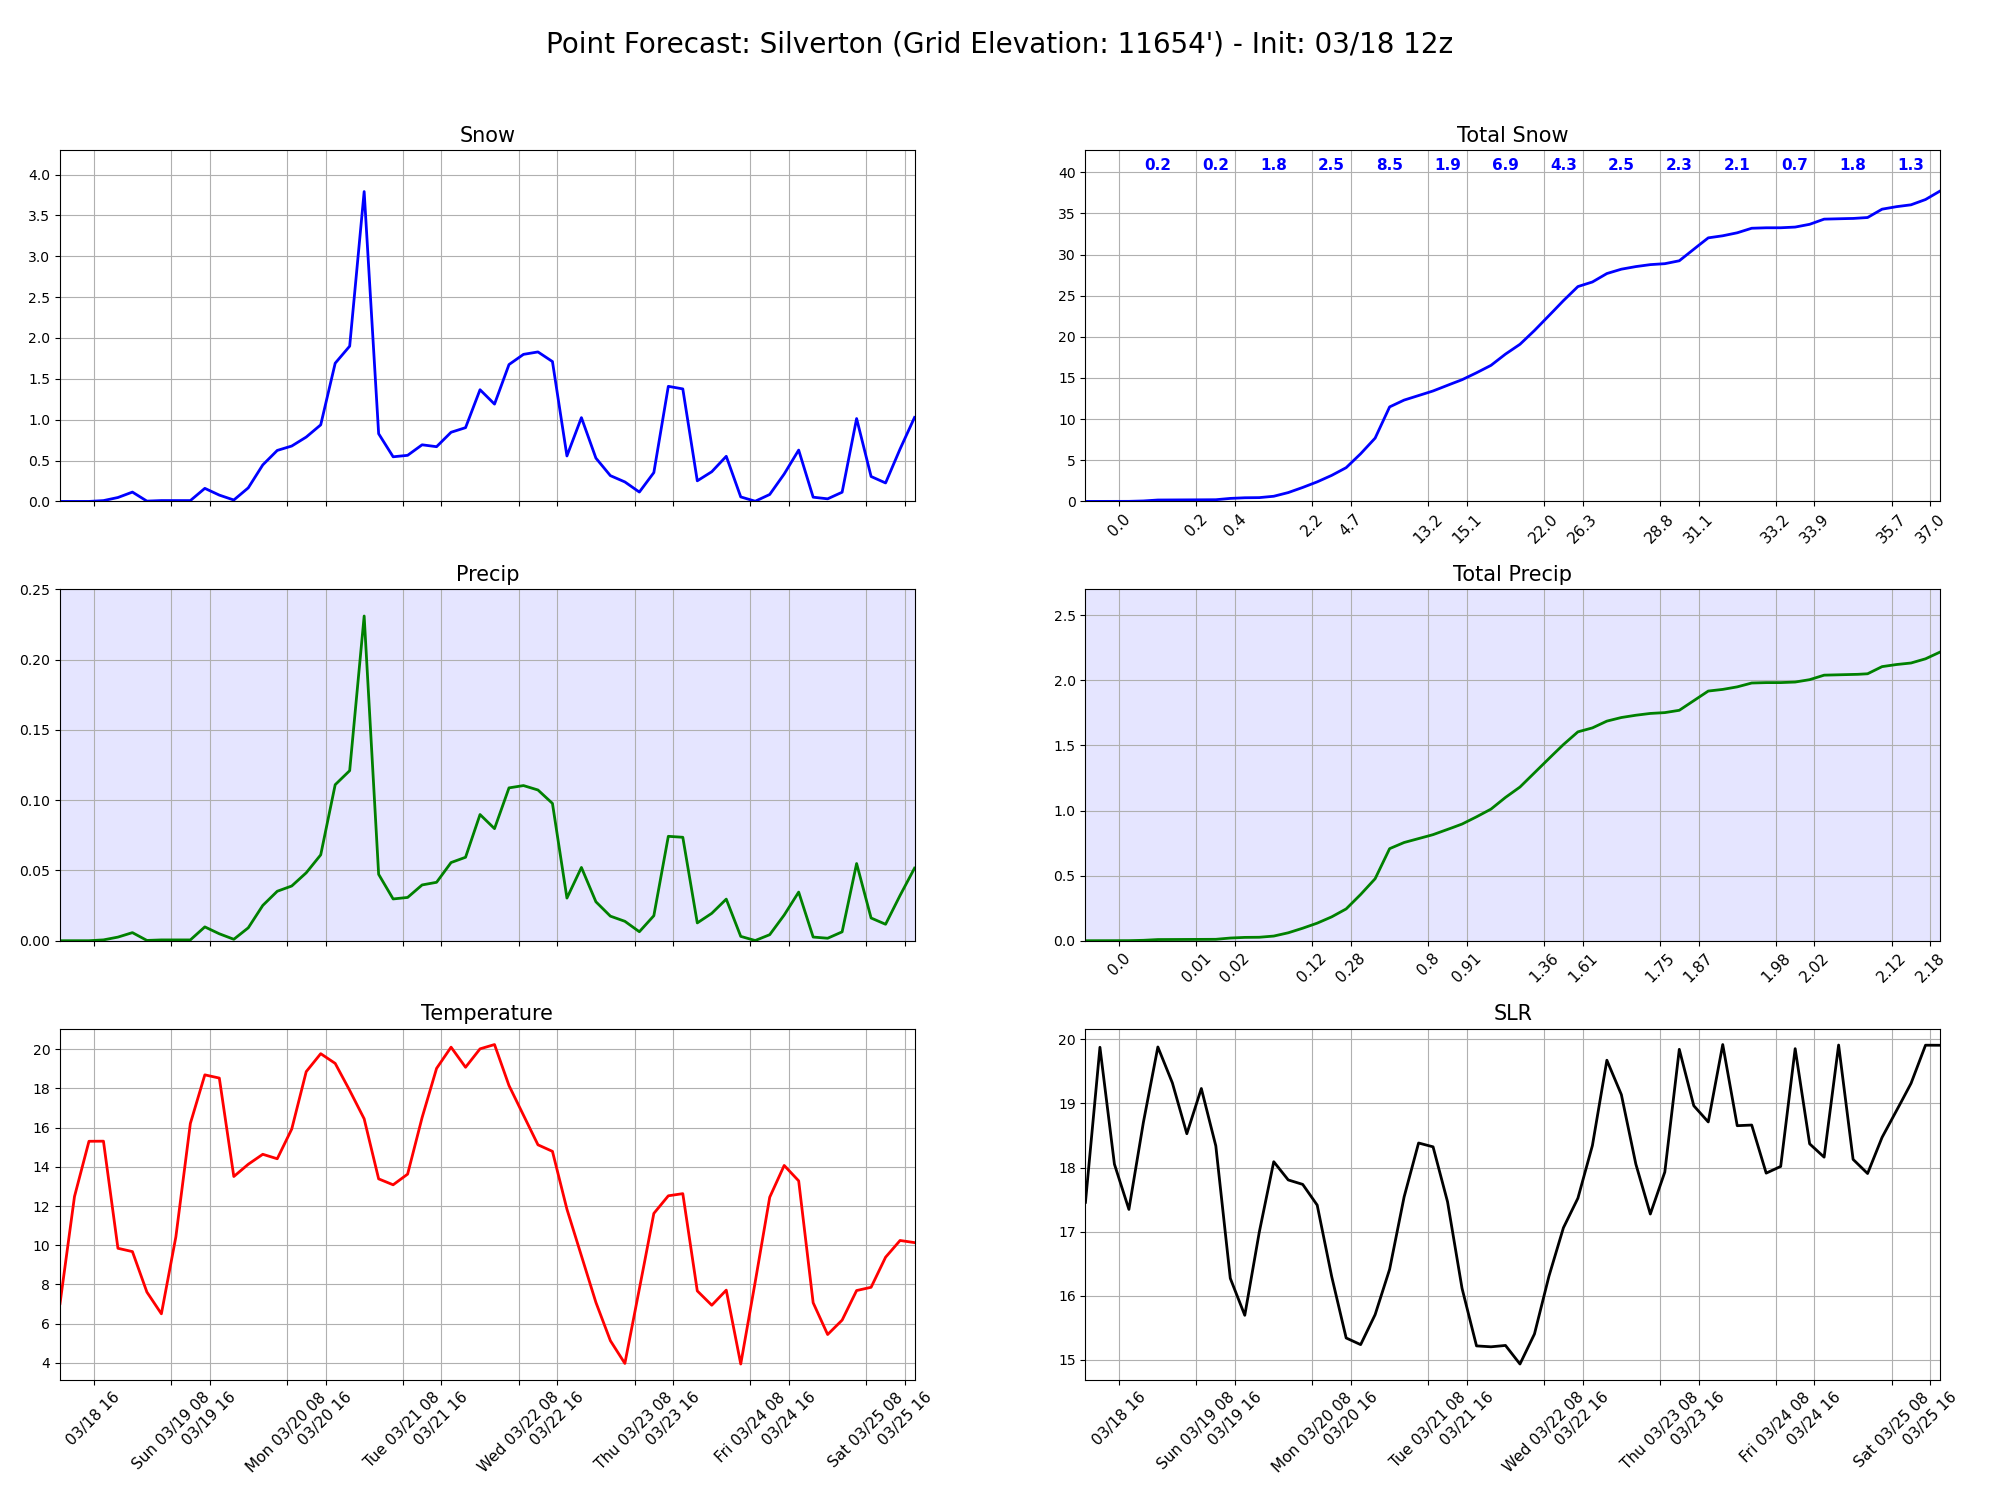 Point Forecast: Silverton (Grid Elevation: 11654') - Init: 03/18 12z
Snow
4.0
3.5
3.0
2.5
2.0
1.5
1.0
0.5
0.0
Total Snow
0.2 0.2 1.8 2.5 8.5 1.9 6.9 4.3 2.5 2.3 2.1 0.7 1.8 1.3
40
35
30
25
20
15
10
5
0
0.0 0.2 0.4 2.2 4.7 13.2 15.1 22.0 26.3 28.8 31.1 33.2 33.9 35.7 37.0
Precip
0.25
0.20
0.15
0.10
0.05
0.00
Total Precip
2.5
2.0
1.5
1.0
0.5
0.0
0.0 0.01 0.02 0.12 0.28 0.8 0.91 1.36 1.61 1.75 1.87 1.98 2.02 2.12 2.18
Temperature
20
18
16
14
12
10
8
6
4
03/18 16
Sun 03/19 08
03/19 16
Mon 03/20 08
03/20 16
Tue 03/21 08
03/21 16
Wed 03/22 08
03/22 16
Thu 03/23 08
03/23 16
Fri 03/24 08
03/24 16
Sat 03/25 08
03/25 16
SLR
20
19
18
17
16
15
03/18 16
Sun 03/19 08
03/19 16
Mon 03/20 08
03/20 16
Tue 03/21 08
03/21 16
Wed 03/22 08
03/22 16
Thu 03/23 08
03/23 16
Fri 03/24 08
03/24 16
Sat 03/25 08
03/25 16